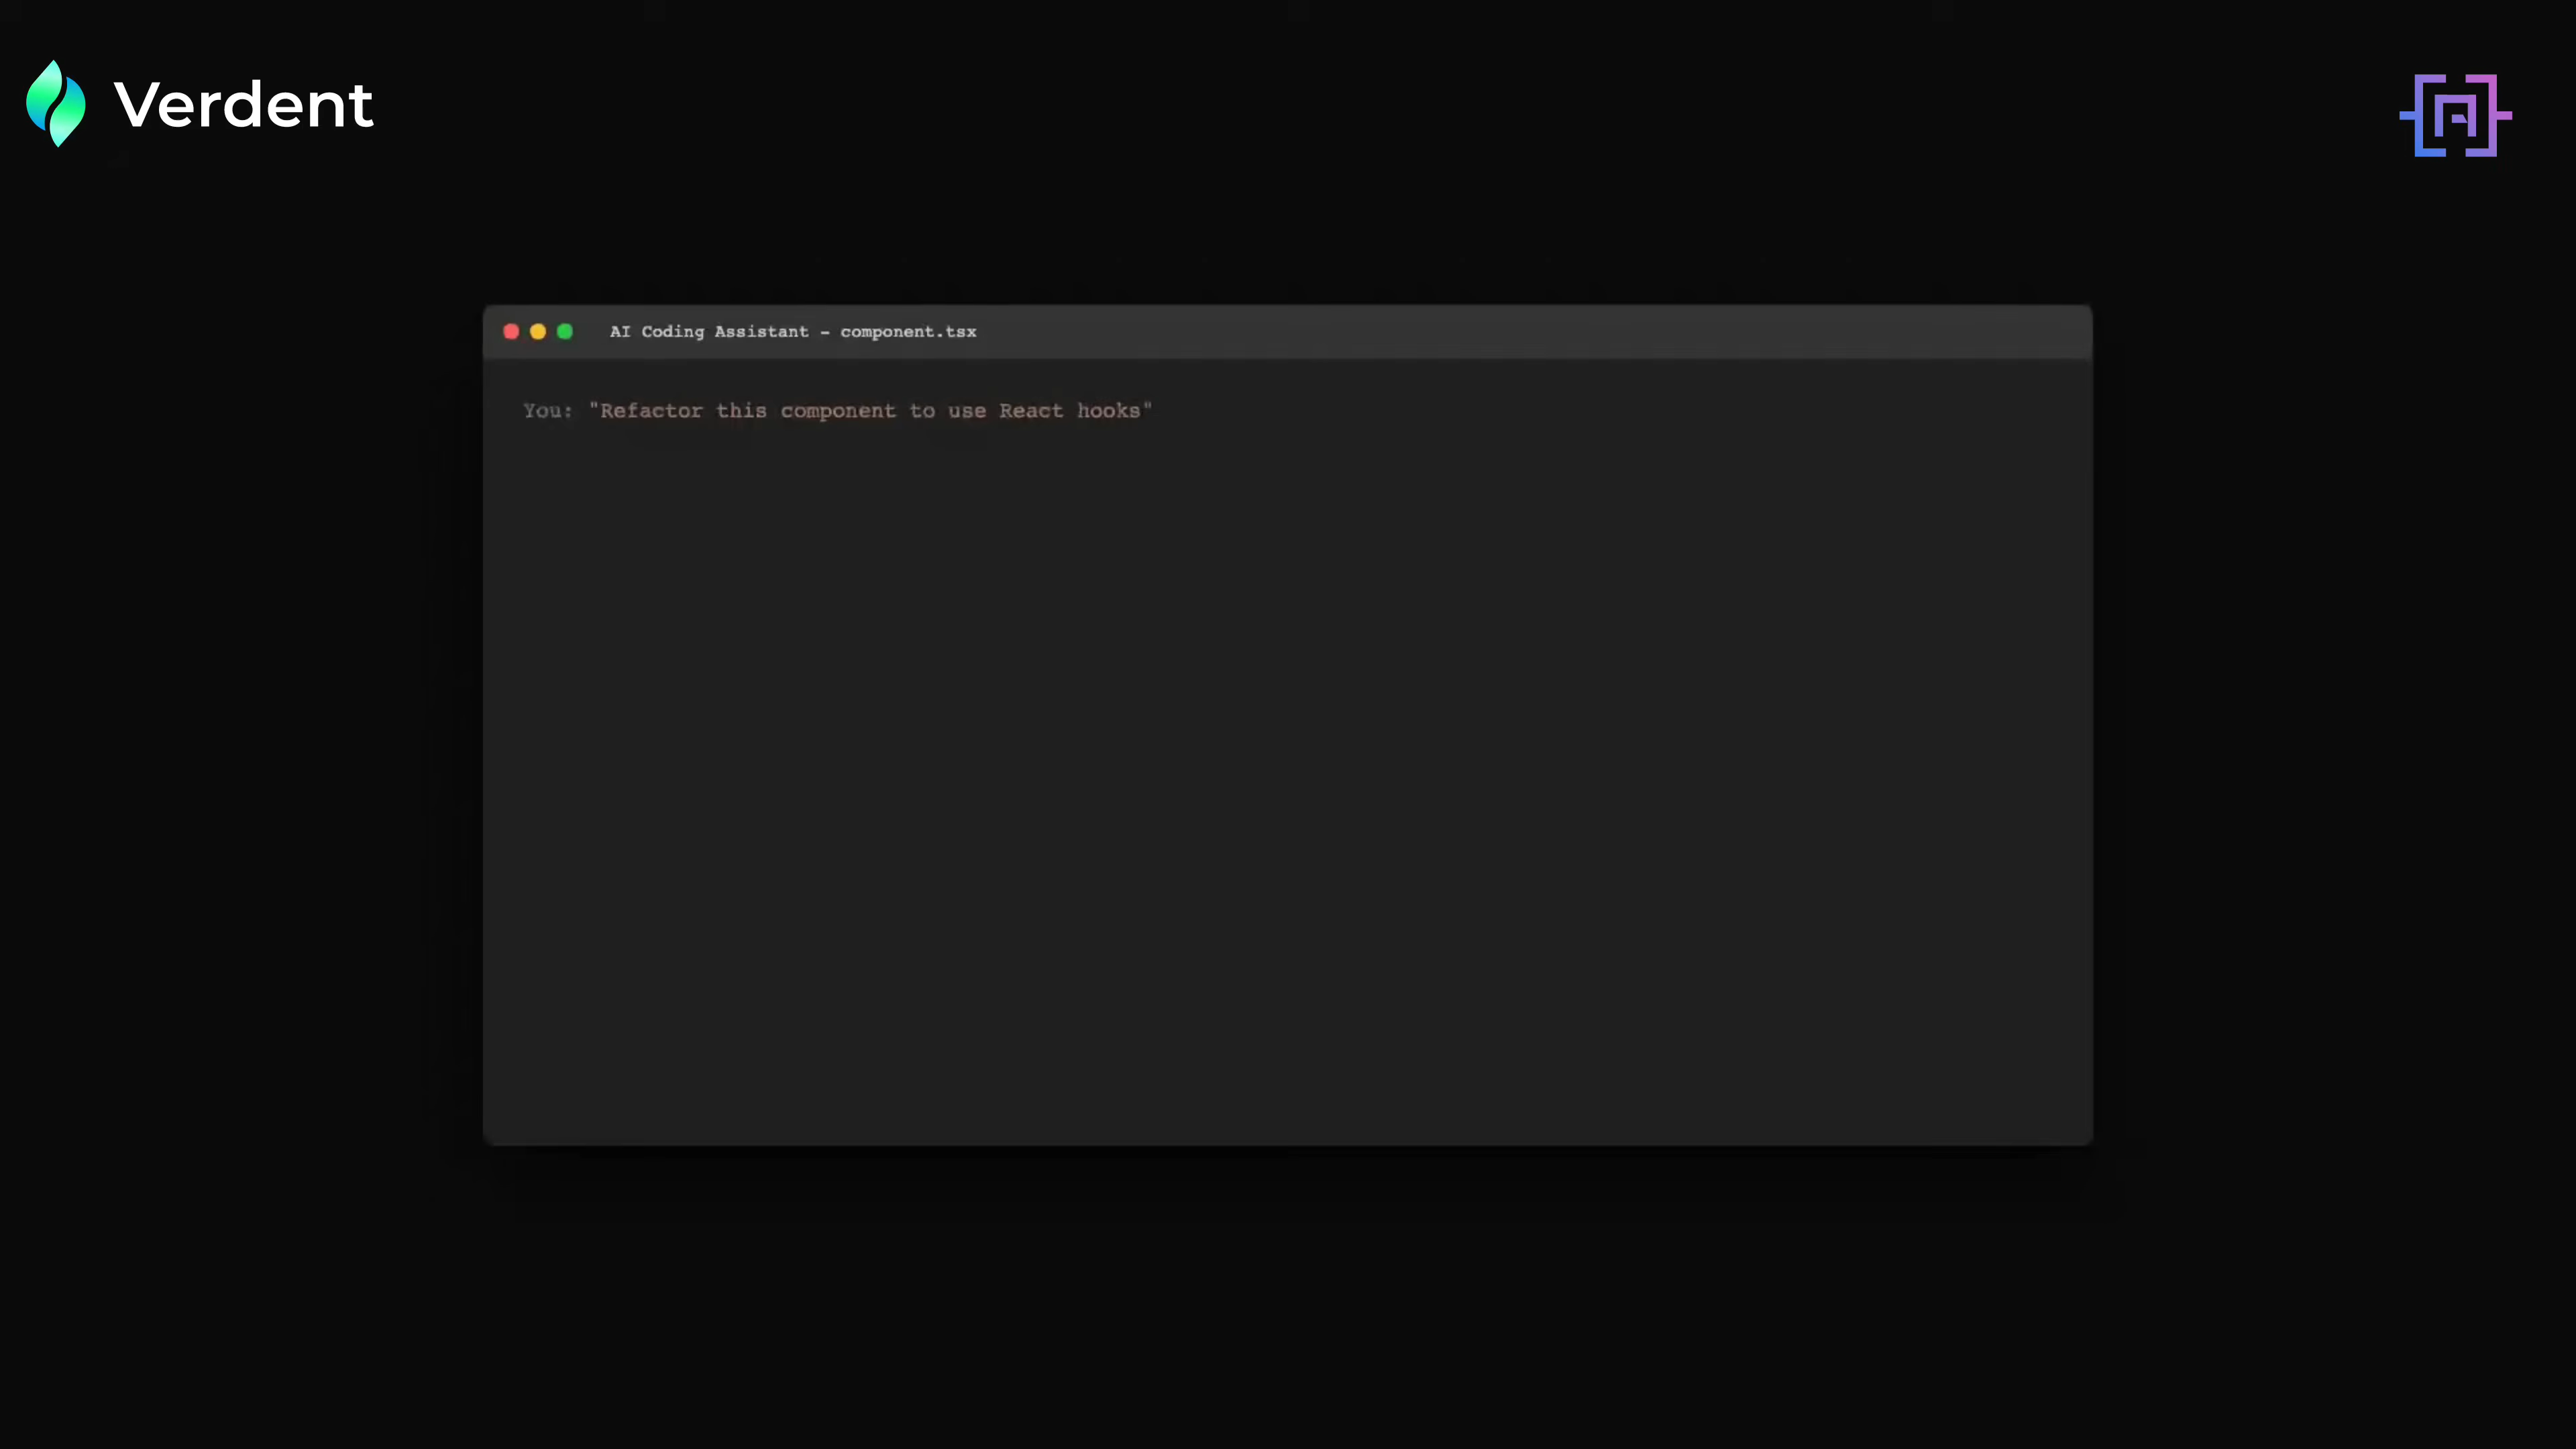 Verdent
AI Coding Assistant - component.tsx
You: "Refactor this component to use React hooks"